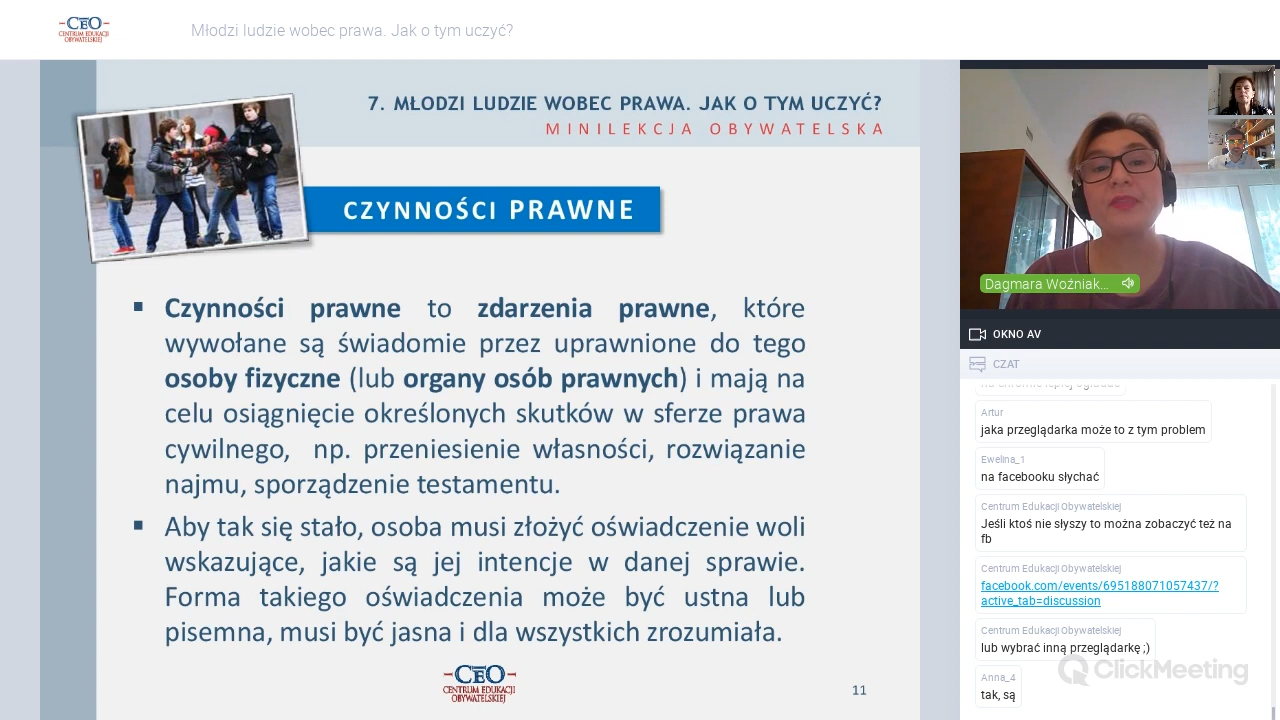 CEO
CENTRUM EDUKACJI
OBYWATELSKIEJ
Młodzi ludzie wobec prawa. Jak o tym uczyć?
7. MŁODZI LUDZIE WOBEC PRAWA. JAK O TYM UCZYĆ?
MINILEKCJA OBYWATELSKA
CZYNNOŚCI PRAWNE
▪ Czynności prawne to zdarzenia prawne, które
wywołane są świadomie przez uprawnione do tego
osoby fizyczne (lub organy osób prawnych) i mają na
celu osiągnięcie określonych skutków w sferze prawa
cywilnego, np. przeniesienie własności, rozwiązanie
najmu, sporządzenie testamentu.
▪ Aby tak się stało, osoba musi złożyć oświadczenie woli
wskazujące, jakie są jej intencje w danej sprawie.
Forma takiego oświadczenia może być ustna lub
pisemna, musi być jasna i dla wszystkich zrozumiała.
CEO
CENTRUM EDUKACJI
OBYWATELSKIEJ
11
Dagmara Woźniak...
OKNO AV
CZAT
Artur
jaka przeglądarka może to z tym problem
Ewelina_1
na facebooku słychać
Centrum Edukacji Obywatelskiej
Jeśli ktoś nie słyszy to można zobaczyć też na
fb
Centrum Edukacji Obywatelskiej
facebook.com/events/695188071057437/?
active_tab=discussion
Centrum Edukacji Obywatelskiej
lub wybrać inną przeglądarkę ;)
Anna_4
tak, są
ClickMeeting